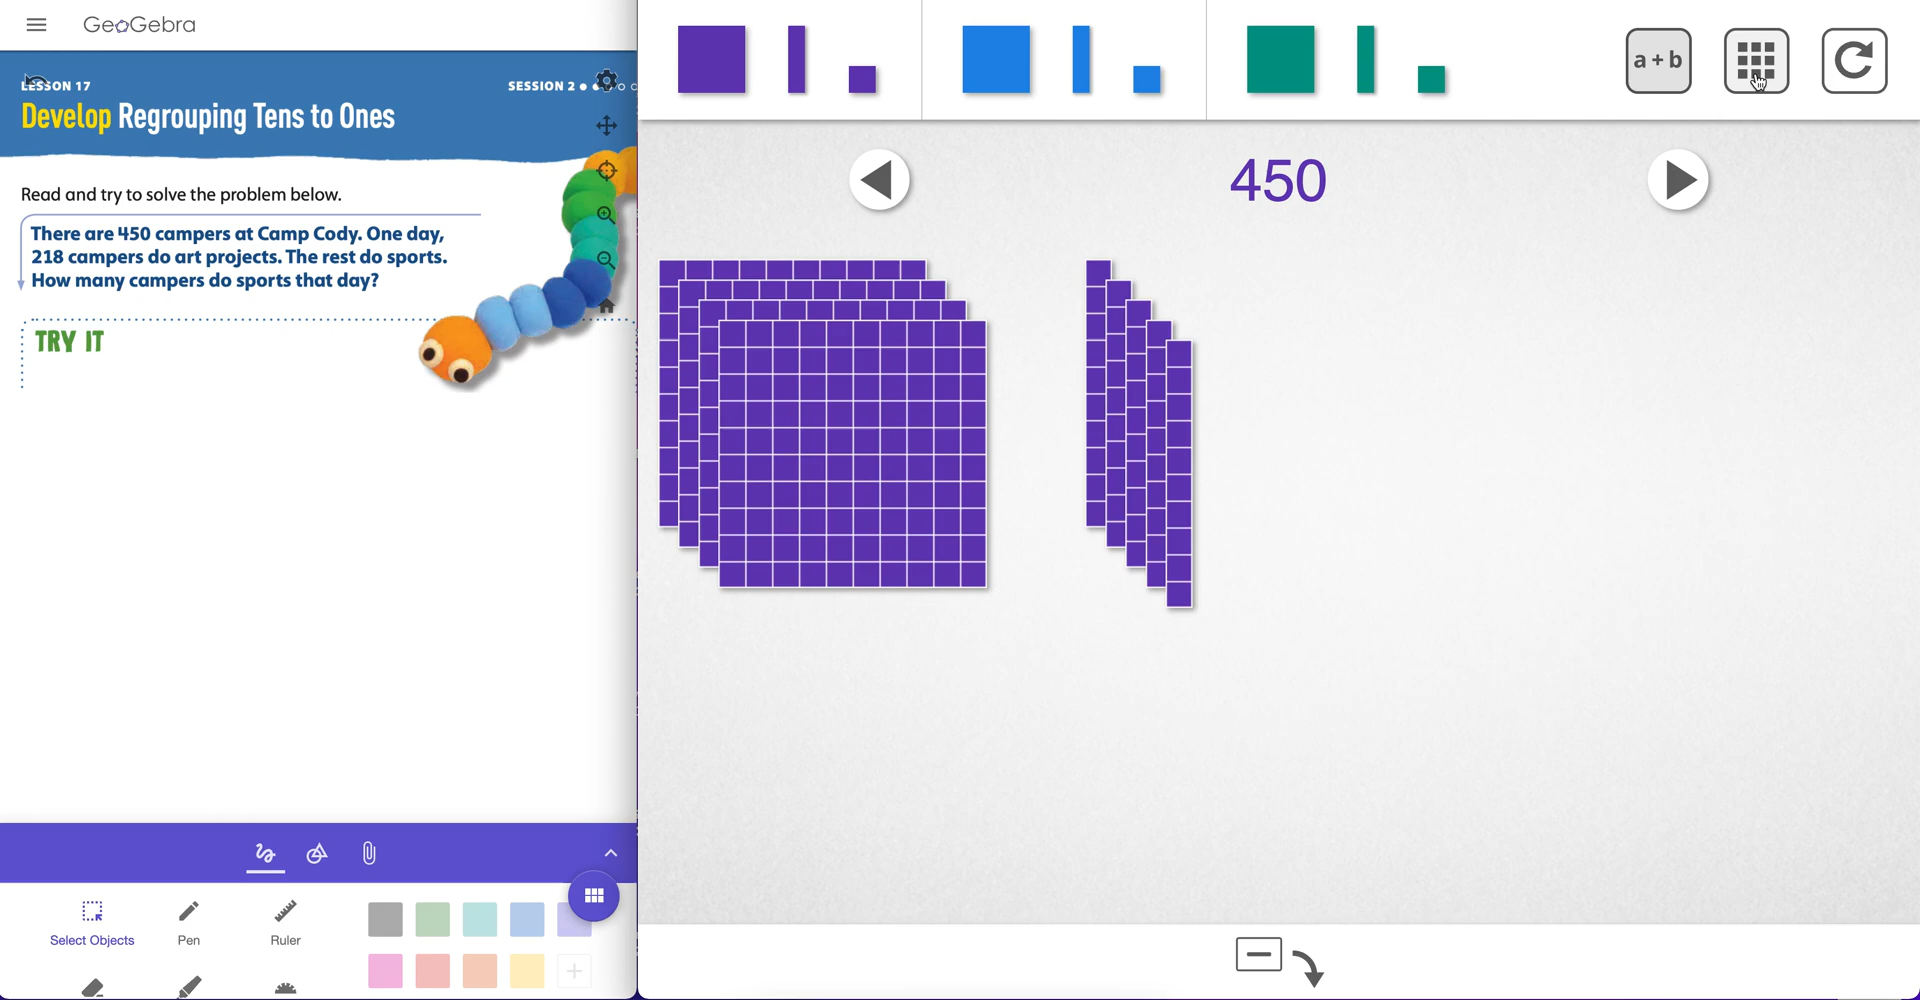 GeoGebra
LESSON 17
SESSION 2
Develop Regrouping Tens to Ones
Read and try to solve the problem below.
There are 450 campers at Camp Cody. One day,
218 campers do art projects. The rest do sports.
How many campers do sports that day?
TRY IT
Select Objects
Pen
Ruler
a + b
450